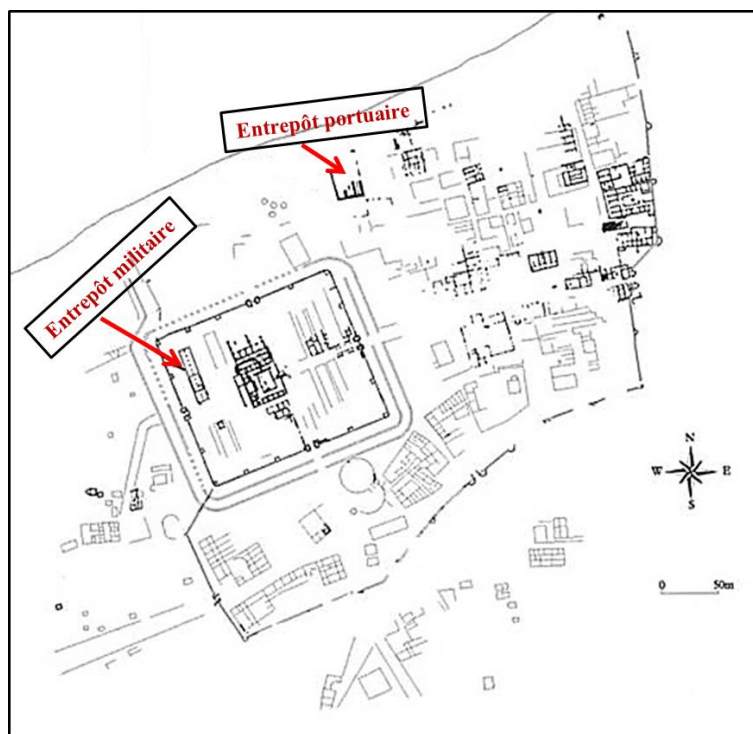 Entrepôt portuaire
Entrepôt militaire
N
W E
S
0 50m